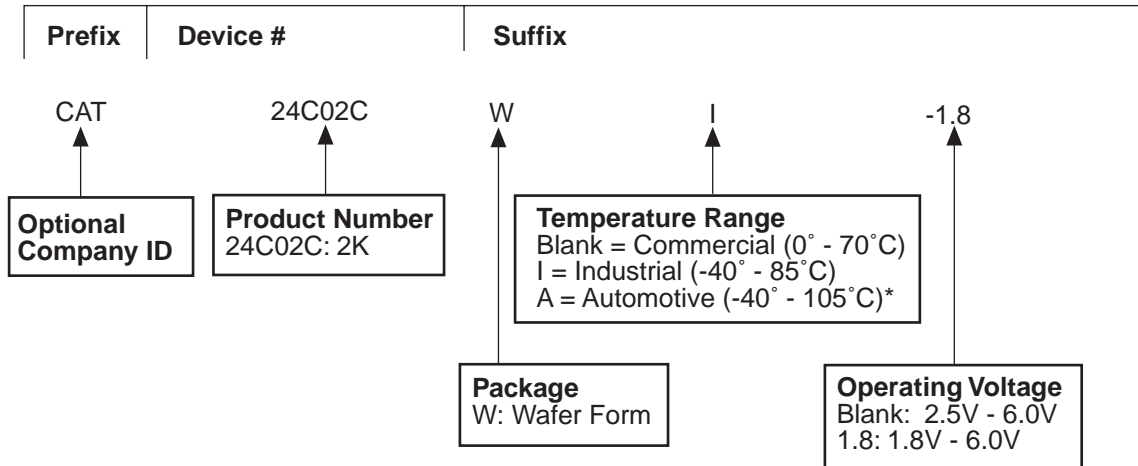 Prefix Device # Suffix
CAT 24C02C W I -1.8
Optional
Company ID
Product Number
24C02C: 2K
Temperature Range
Blank = Commercial (0˚ - 70˚C)
I = Industrial (-40˚ - 85˚C)
A = Automotive (-40˚ - 105˚C)*
Package
W: Wafer Form
Operating Voltage
Blank: 2.5V - 6.0V
1.8: 1.8V - 6.0V